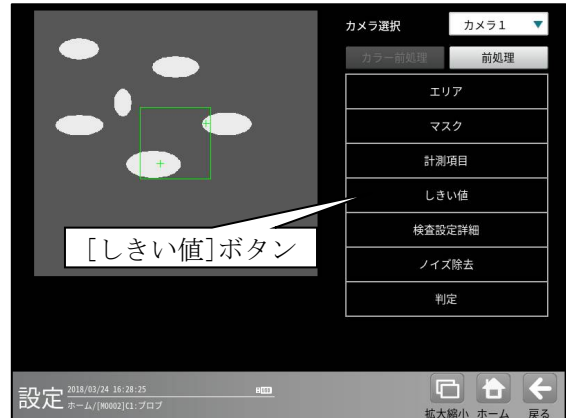 カメラ選択 カメラ1
カラー前処理 前処理
エリア
マスク
計測項目
しきい値
[しきい値]ボタン
検査設定詳細
ノイズ除去
判定
設定 2018/03/24 16:28:25
ホーム/[M0002]C1:ブロブ
拡大縮小 ホーム 戻る